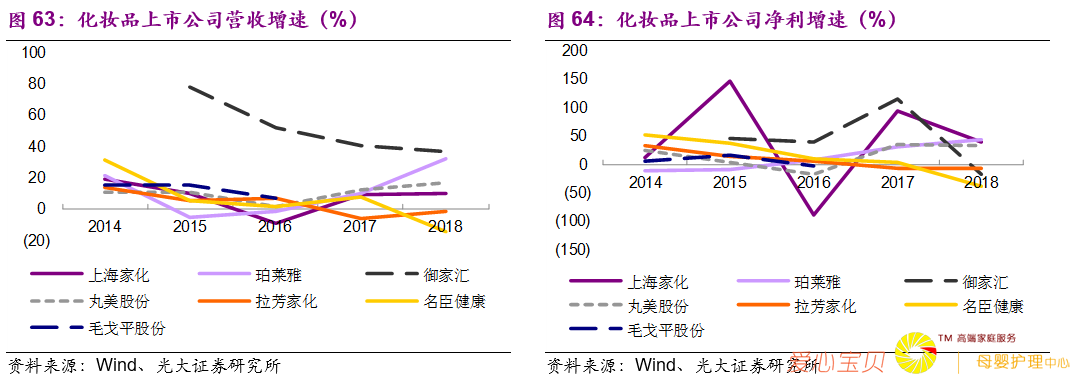 图 63：化妆品上市公司营收增速（%）
100
80
60
40
20
0
(20)
2014 2015 2016 2017 2018
上海家化 珀莱雅 御家汇
丸美股份 拉芳家化 名臣健康
毛戈平股份
资料来源：Wind、光大证券研究所
图 64：化妆品上市公司净利增速（%）
200
150
100
50
0
(50)
(100)
(150)
2014 2015 2016 2017 2018
上海家化 珀莱雅 御家汇
丸美股份 拉芳家化 名臣健康
毛戈平股份
资料来源：Wind、光大证券研究所
爱心宝贝
TM 高端家庭服务
母婴护理中心